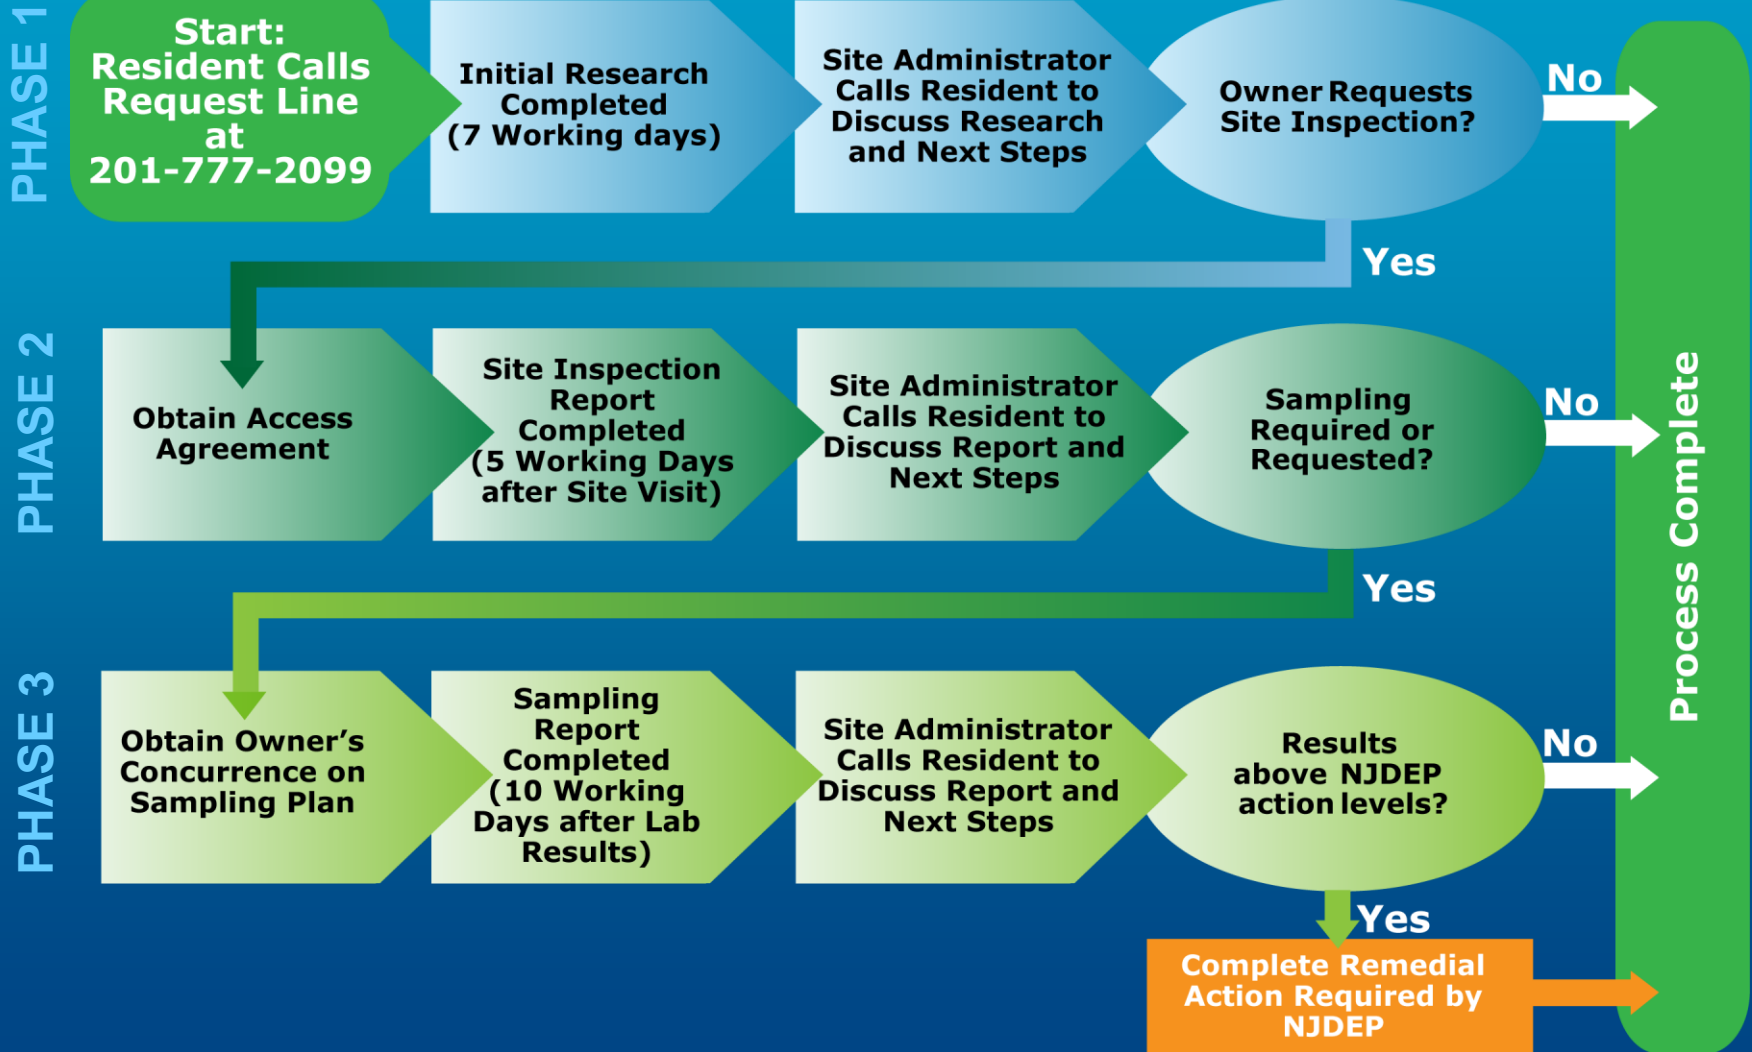 PHASE 1
Start:
Resident Calls
Request Line
at
201-777-2099
Initial Research
Completed
(7 Working days)
Site Administrator
Calls Resident to
Discuss Research
and Next Steps
Owner Requests
Site Inspection?
No
Yes
PHASE 2
Obtain Access
Agreement
Site Inspection
Report
Completed
(5 Working Days
after Site Visit)
Site Administrator
Calls Resident to
Discuss Report and
Next Steps
Sampling
Required or
Requested?
No
Yes
PHASE 3
Obtain Owner’s
Concurrence on
Sampling Plan
Sampling
Report
Completed
(10 Working
Days after Lab
Results)
Site Administrator
Calls Resident to
Discuss Report and
Next Steps
Results
above NJDEP
action levels?
No
Yes
Complete Remedial
Action Required by
NJDEP
Process Complete